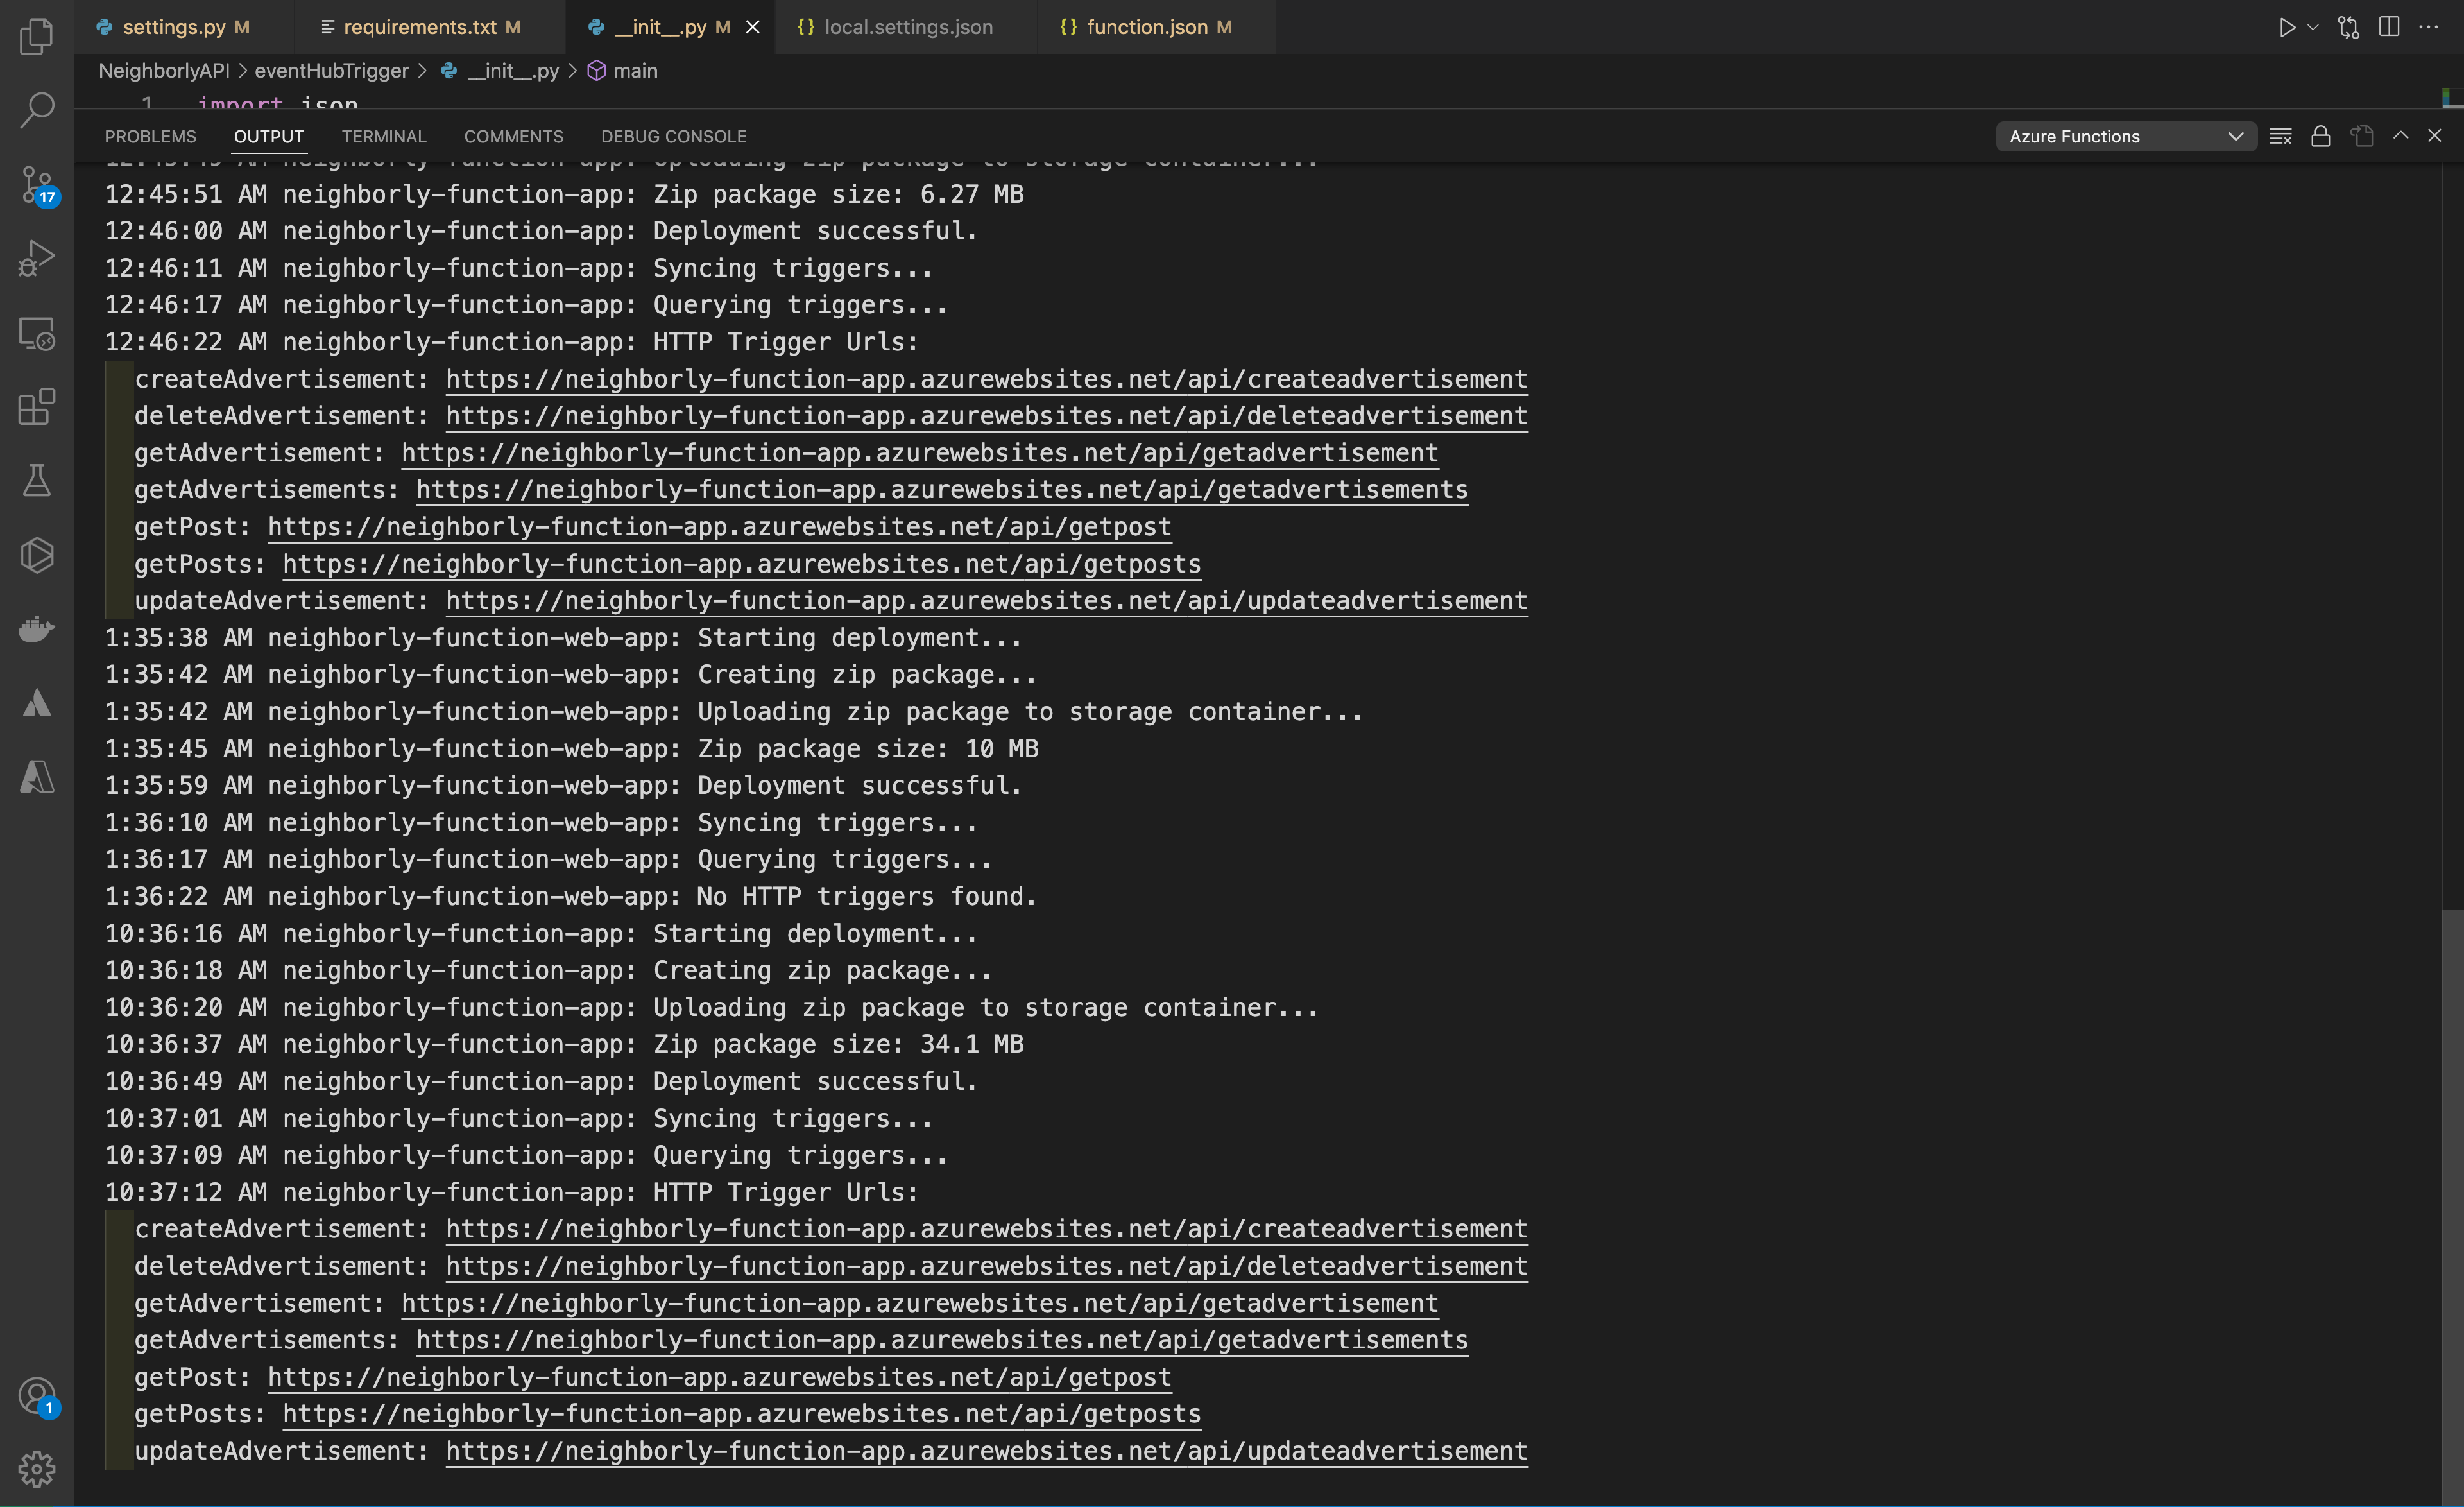 settings.py M requirements.txt M __init__.py M local.settings.json function.json M
NeighborlyAPI > eventHubTrigger > __init__.py > main
1 import json
PROBLEMS OUTPUT TERMINAL COMMENTS DEBUG CONSOLE Azure Functions
12:45:49 AM neighborly-function-app: Uploading zip package to storage container...
12:45:51 AM neighborly-function-app: Zip package size: 6.27 MB
12:46:00 AM neighborly-function-app: Deployment successful.
12:46:11 AM neighborly-function-app: Syncing triggers...
12:46:17 AM neighborly-function-app: Querying triggers...
12:46:22 AM neighborly-function-app: HTTP Trigger Urls:
createAdvertisement: https://neighborly-function-app.azurewebsites.net/api/createadvertisement
deleteAdvertisement: https://neighborly-function-app.azurewebsites.net/api/deleteadvertisement
getAdvertisement: https://neighborly-function-app.azurewebsites.net/api/getadvertisement
getAdvertisements: https://neighborly-function-app.azurewebsites.net/api/getadvertisements
getPost: https://neighborly-function-app.azurewebsites.net/api/getpost
getPosts: https://neighborly-function-app.azurewebsites.net/api/getposts
updateAdvertisement: https://neighborly-function-app.azurewebsites.net/api/updateadvertisement
1:35:38 AM neighborly-function-web-app: Starting deployment...
1:35:42 AM neighborly-function-web-app: Creating zip package...
1:35:42 AM neighborly-function-web-app: Uploading zip package to storage container...
1:35:45 AM neighborly-function-web-app: Zip package size: 10 MB
1:35:59 AM neighborly-function-web-app: Deployment successful.
1:36:10 AM neighborly-function-web-app: Syncing triggers...
1:36:17 AM neighborly-function-web-app: Querying triggers...
1:36:22 AM neighborly-function-web-app: No HTTP triggers found.
10:36:16 AM neighborly-function-app: Starting deployment...
10:36:18 AM neighborly-function-app: Creating zip package...
10:36:20 AM neighborly-function-app: Uploading zip package to storage container...
10:36:37 AM neighborly-function-app: Zip package size: 34.1 MB
10:36:49 AM neighborly-function-app: Deployment successful.
10:37:01 AM neighborly-function-app: Syncing triggers...
10:37:09 AM neighborly-function-app: Querying triggers...
10:37:12 AM neighborly-function-app: HTTP Trigger Urls:
createAdvertisement: https://neighborly-function-app.azurewebsites.net/api/createadvertisement
deleteAdvertisement: https://neighborly-function-app.azurewebsites.net/api/deleteadvertisement
getAdvertisement: https://neighborly-function-app.azurewebsites.net/api/getadvertisement
getAdvertisements: https://neighborly-function-app.azurewebsites.net/api/getadvertisements
getPost: https://neighborly-function-app.azurewebsites.net/api/getpost
getPosts: https://neighborly-function-app.azurewebsites.net/api/getposts
updateAdvertisement: https://neighborly-function-app.azurewebsites.net/api/updateadvertisement
17
1